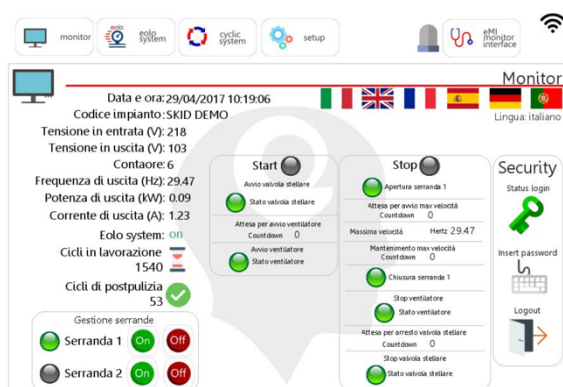 monitor
eolo
system
cyclic
system
setup
eMI
monitor
interface
Monitor
Lingua: italiano
Data e ora:29/04/2017 10:19:06
Codice impianto:SKID DEMO
Tensione in entrata (V): 218
Tensione in uscita (V): 103
Contaore: 6
Frequenza di uscita (Hz): 29.47
Potenza di uscita (kW): 0.09
Corrente di uscita (A): 1.23
Eolo system: on
Cicli in lavorazione
1540
Cicli di postpulizia
53
Gestione serrande
Serranda 1 On Off
Serranda 2 On Off
Start
Avvio valvola stellare
Stato valvola stellare
Attesa per avvio ventilatore
Countdown 0
Avvio ventilatore
Stato ventilatore
Stop
Apertura serranda 1
Attesa per avvio max velocità
Countdown 0
Massima velocità Hertz 29.47
Mantenimento max velocità
Countdown 0
Chiusura serranda 1
Stop ventilatore
Stato ventilatore
Attesa per arresto valvola stellare
Countdown 0
Stop valvola stellare
Stato valvola stellare
Security
Status login
Insert password
Logout